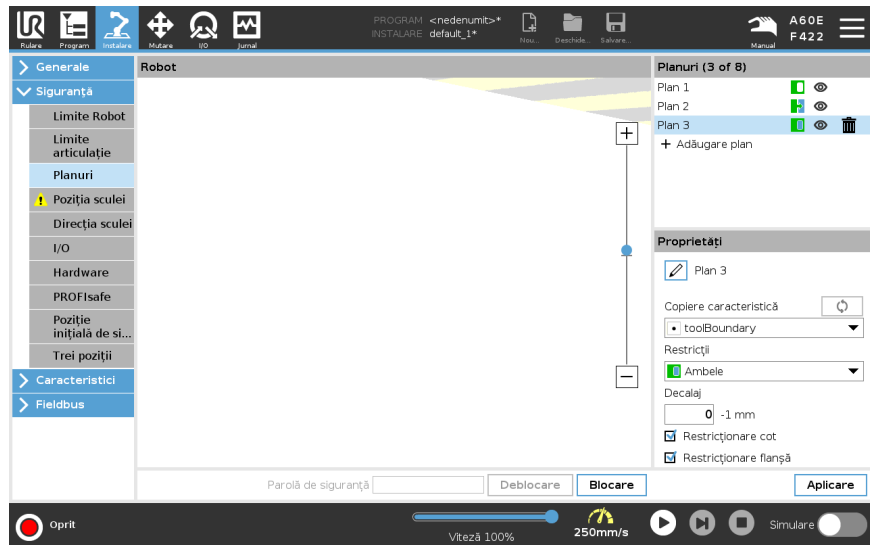 PROGRAM <nedenumit>*
INSTALARE default_1*
Rulare
Program
Instalare
Mutare
I/O
Jurnal
Nou...
Deschide...
Salvare...
Manual
A60E
F422
Generale
Siguranță
Limite Robot
Limite
articulație
Planuri
Poziția sculei
Direcția sculei
I/O
Hardware
PROFIsafe
Poziție
inițială de si...
Trei poziții
Caracteristici
Fieldbus
Robot
Planuri (3 of 8)
Plan 1
Plan 2
Plan 3
+ Adăugare plan
Proprietăți
Plan 3
Copiere caracteristică
toolBoundary
Restricții
Ambele
Decalaj
0 -1 mm
Restricționare cot
Restricționare flanșă
Parolă de siguranță
Deblocare
Blocare
Aplicare
Oprit
Viteză 100%
250mm/s
Simulare